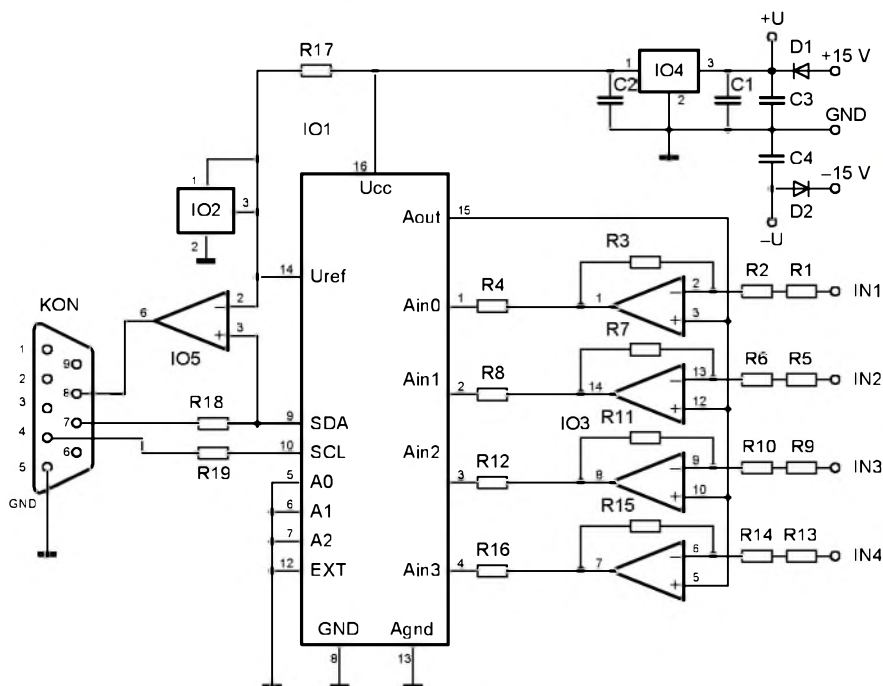 +U
D1
+15 V
R17
1
IO4
3
C2
2
C1
C3
GND
C4
–15 V
D2
–U
IO1
1
IO2
3
2
16
Ucc
Aout
15
14
Uref
R3
R4
Ain0
1
1
2
3
R2
R1
IN1
KON
6
2
3
IO5
R7
R8
Ain1
2
14
13
12
R6
R5
IN2
1
2
3
4
5
9
8
7
6
GND
R18
R19
9
SDA
10
SCL
5
A0
6
A1
7
A2
12
EXT
IO3
R11
R12
Ain2
3
8
9
10
R10
R9
IN3
R15
R16
Ain3
4
7
6
5
R14
R13
IN4
GND
Agnd
8
13